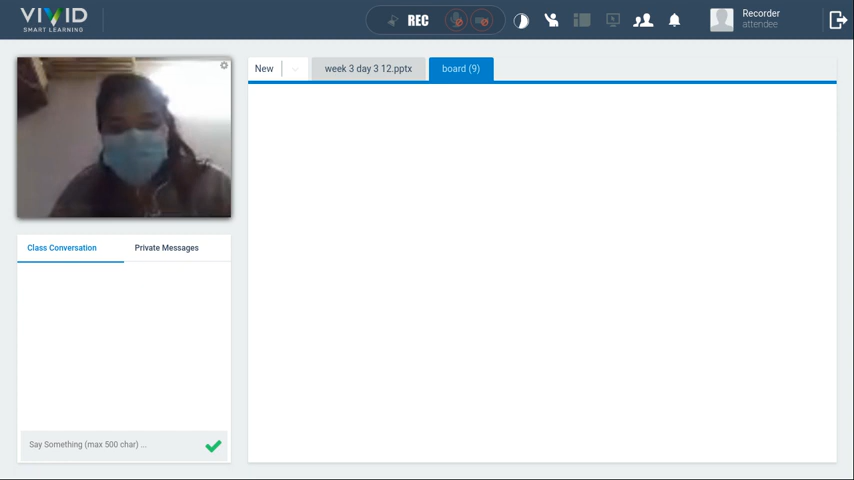 VIVID
SMART LEARNING
REC
Recorder
attendee
New
week 3 day 3 12.pptx
board (9)
Class Conversation
Private Messages
Say Something (max 500 char) ...